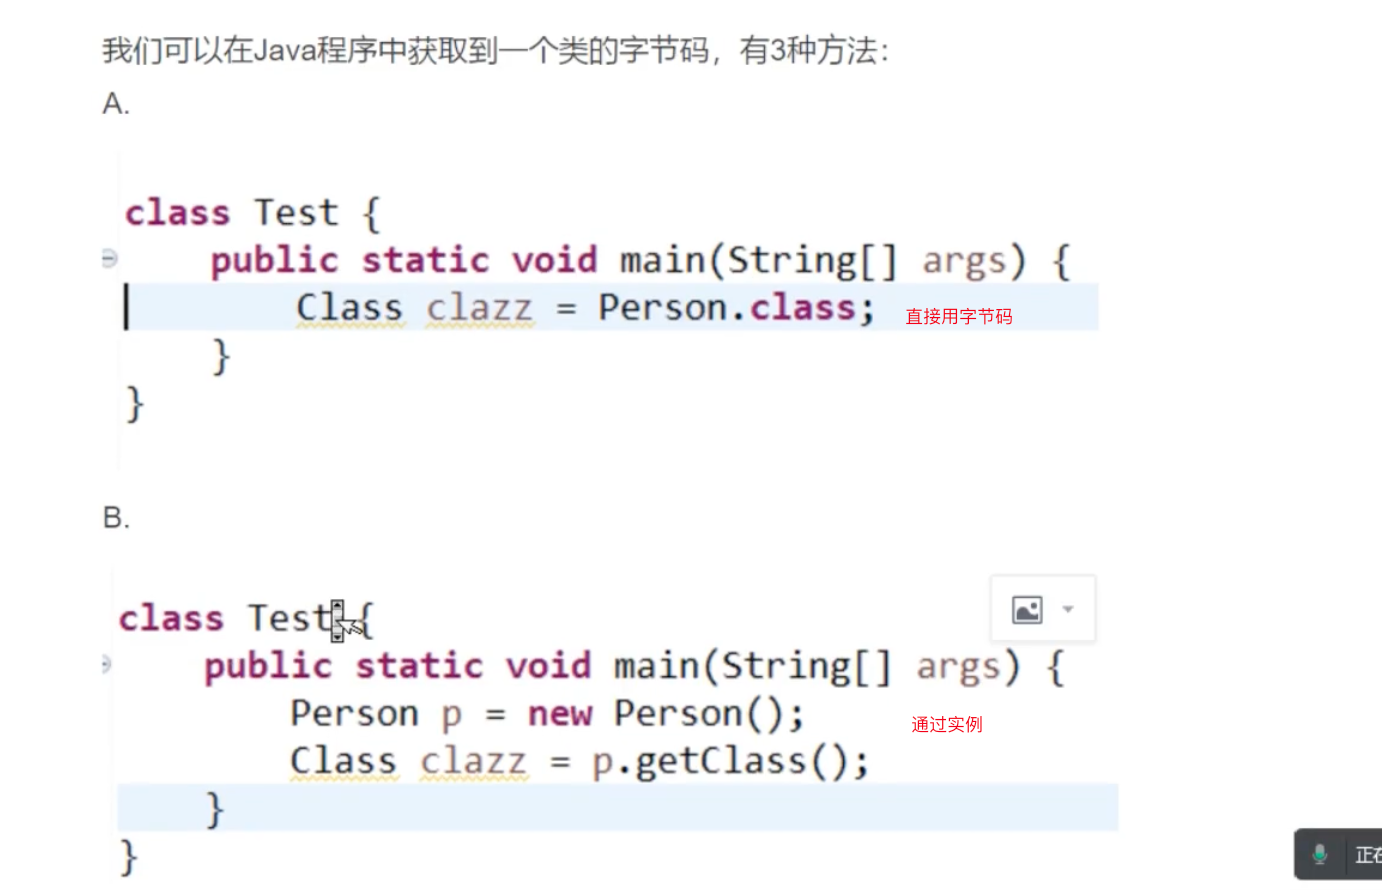 我们可以在Java程序中获取到一个类的字节码，有3种方法：
A.
class Test {
public static void main(String[] args) {
Class clazz = Person.class; 直接用字节码
}
}
B.
class Test {
public static void main(String[] args) {
Person p = new Person(); 通过实例
Class clazz = p.getClass();
}
}
正在